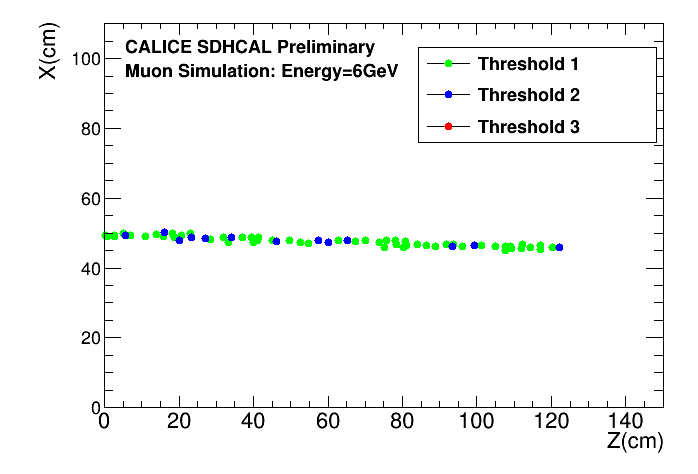 X(cm)
100
80
60
40
20
0
CALICE SDHCAL Preliminary
Muon Simulation: Energy=6GeV
Threshold 1
Threshold 2
Threshold 3
0 20 40 60 80 100 120 140
Z(cm)